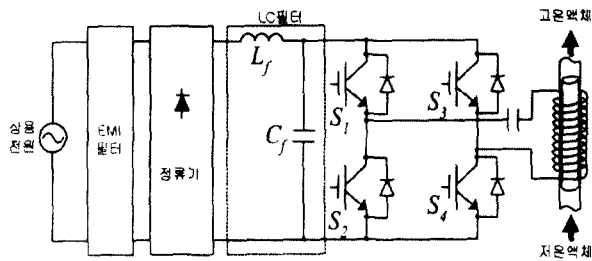 LC필터
고온액체
L_f
S_1
S_3
상용
전원
EMI
필터
정류기
C_f
S_2
S_4
저온액체